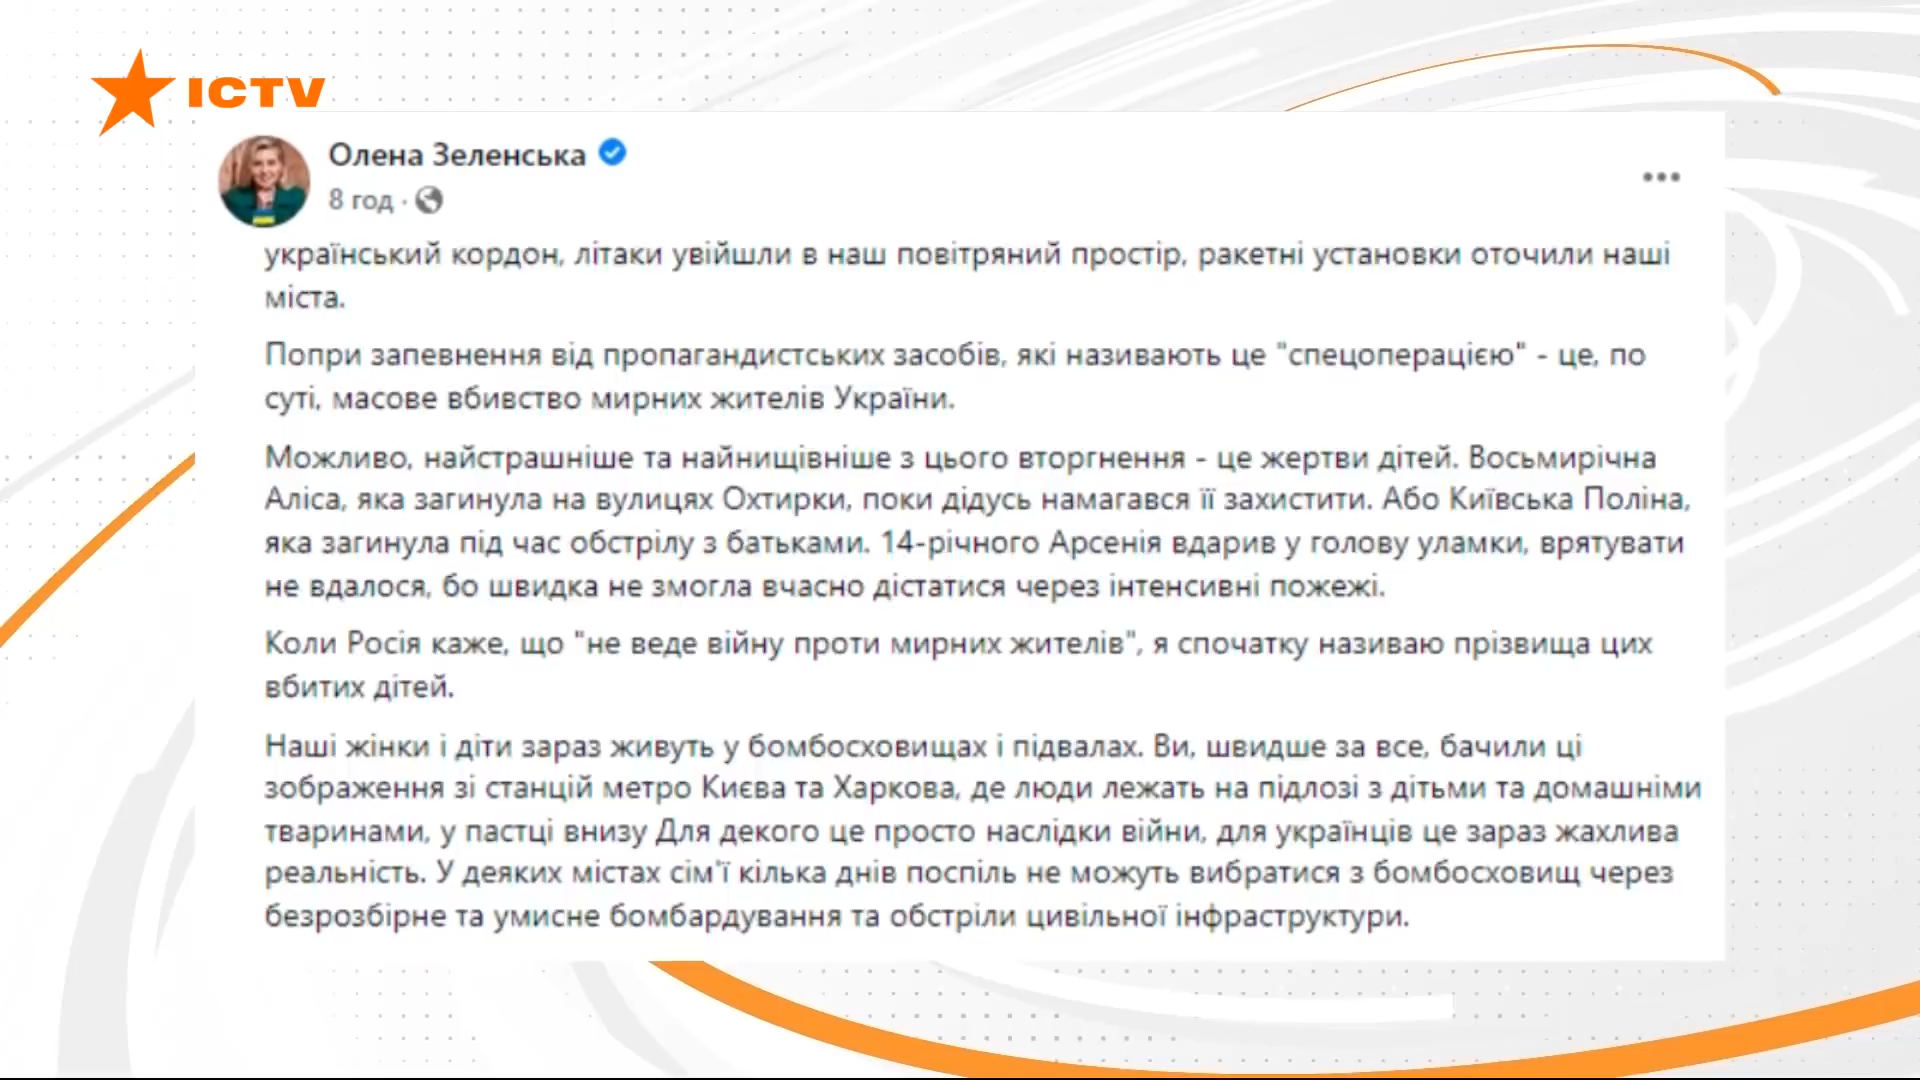 ICTV
Олена Зеленська
8 год ·
український кордон, літаки увійшли в наш повітряний простір, ракетні установки оточили наші
міста.
Попри запевнення від пропагандистських засобів, які називають це "спецоперацією" - це, по
суті, масове вбивство мирних жителів України.
Можливо, найстрашніше та найнищівніше з цього вторгнення - це жертви дітей. Восьмирічна
Аліса, яка загинула на вулицях Охтирки, поки дідусь намагався її захистити. Або Київська Поліна,
яка загинула під час обстрілу з батьками. 14-річного Арсенія вдарив у голову уламки, врятувати
не вдалося, бо швидка не змогла вчасно дістатися через інтенсивні пожежі.
Коли Росія каже, що "не веде війну проти мирних жителів", я спочатку називаю прізвища цих
вбитих дітей.
Наші жінки і діти зараз живуть у бомбосховищах і підвалах. Ви, швидше за все, бачили ці
зображення зі станцій метро Києва та Харкова, де люди лежать на підлозі з дітьми та домашніми
тваринами, у пастці внизу Для декого це просто наслідки війни, для українців це зараз жахлива
реальність. У деяких містах сім'ї кілька днів поспіль не можуть вибратися з бомбосховищ через
безрозбірне та умисне бомбардування та обстріли цивільної інфраструктури.